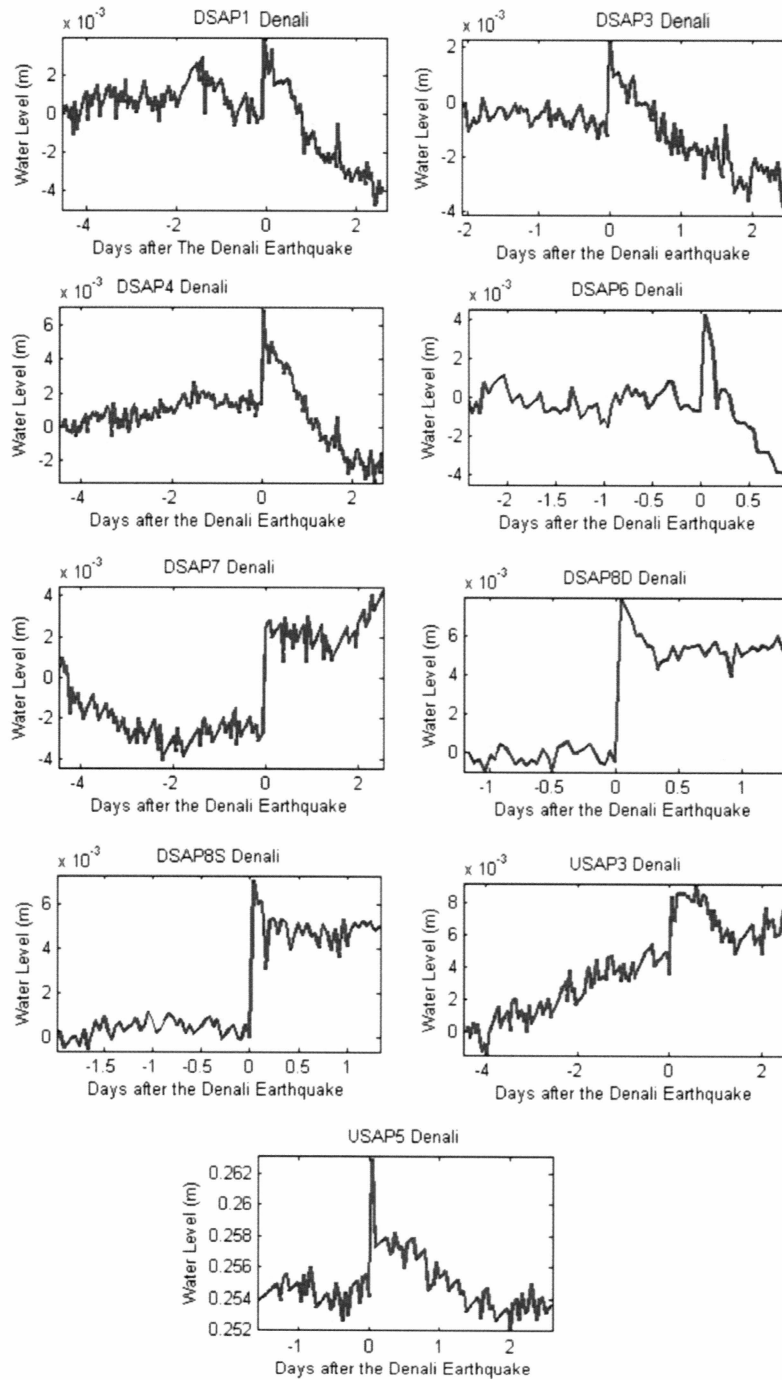 DSAP1 Denali
x 10⁻³
Water Level (m)
2
0
-2
-4
-4 -2 0 2
Days after The Denali Earthquake
DSAP3 Denali
x 10⁻³
Water Level (m)
2
0
-2
-4
-2 -1 0 1 2
Days after the Denali earthquake
DSAP4 Denali
x 10⁻³
Water Level (m)
6
4
2
0
-2
-4 -2 0 2
Days after the Denali Earthquake
DSAP6 Denali
x 10⁻³
Water Level (m)
4
2
0
-2
-4
-2 -1.5 -1 -0.5 0 0.5
Days after the Denali Earthquake
DSAP7 Denali
x 10⁻³
Water Level (m)
4
2
0
-2
-4
-4 -2 0 2
Days after the Denali Earthquake
DSAP8D Denali
x 10⁻³
Water Level (m)
6
4
2
0
-1 -0.5 0 0.5 1
Days after the Denali Earthquake
DSAP8S Denali
x 10⁻³
Water Level (m)
6
4
2
0
-1.5 -1 -0.5 0 0.5 1
Days after the Denali Earthquake
USAP3 Denali
x 10⁻³
Water Level (m)
8
6
4
2
0
-4 -2 0 2
Days after the Denali Earthquake
USAP5 Denali
Water Level (m)
0.262
0.26
0.258
0.256
0.254
0.252
-1 0 1 2
Days after the Denali Earthquake